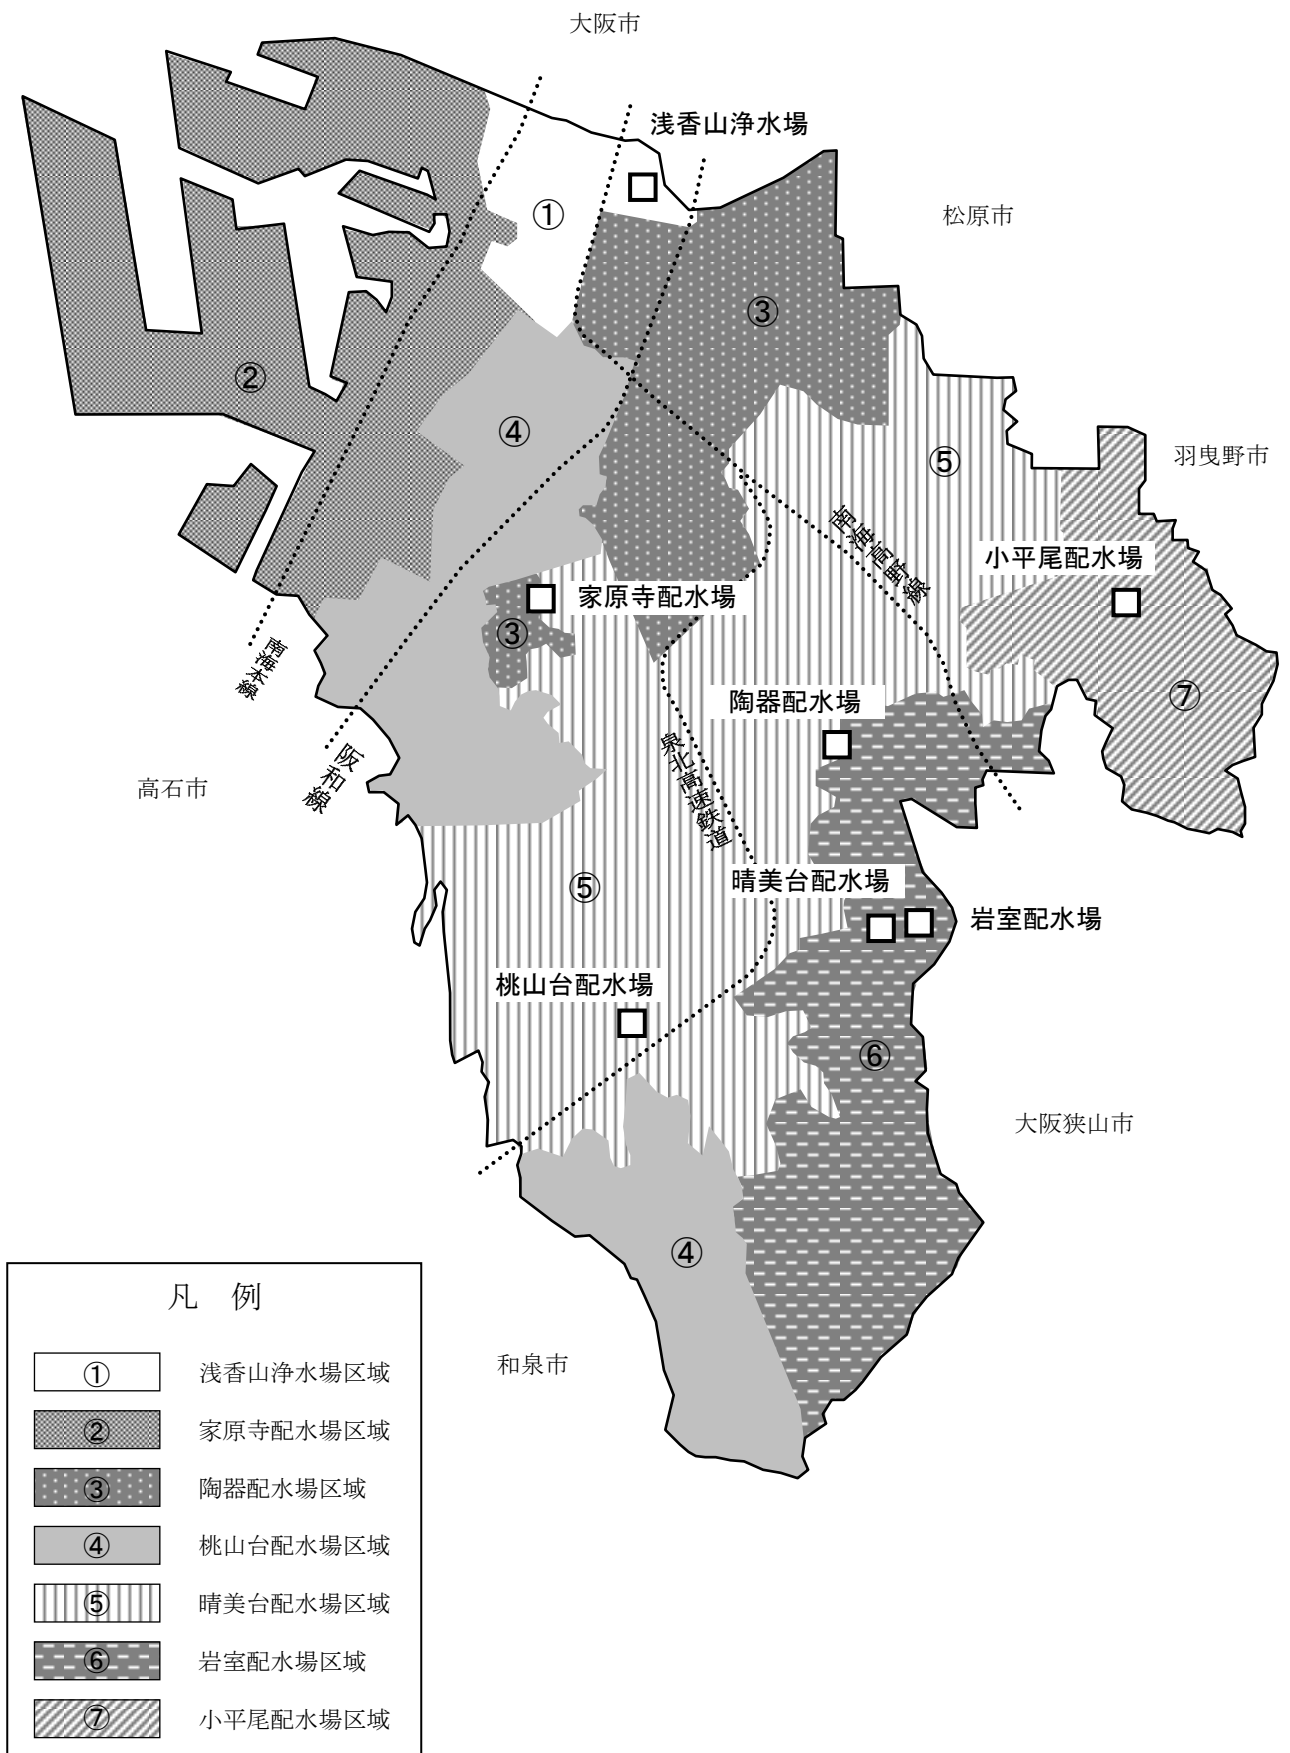 大阪市
浅香山浄水場
①
松原市
③
②
④
⑤
羽曳野市
南海高野線
小平尾配水場
家原寺配水場
③
南海本線
⑦
陶器配水場
泉北高速鉄道
阪和線
高石市
晴美台配水場
⑤
岩室配水場
桃山台配水場
⑥
大阪狭山市
④
和泉市
凡 例
① 浅香山浄水場区域
② 家原寺配水場区域
③ 陶器配水場区域
④ 桃山台配水場区域
⑤ 晴美台配水場区域
⑥ 岩室配水場区域
⑦ 小平尾配水場区域